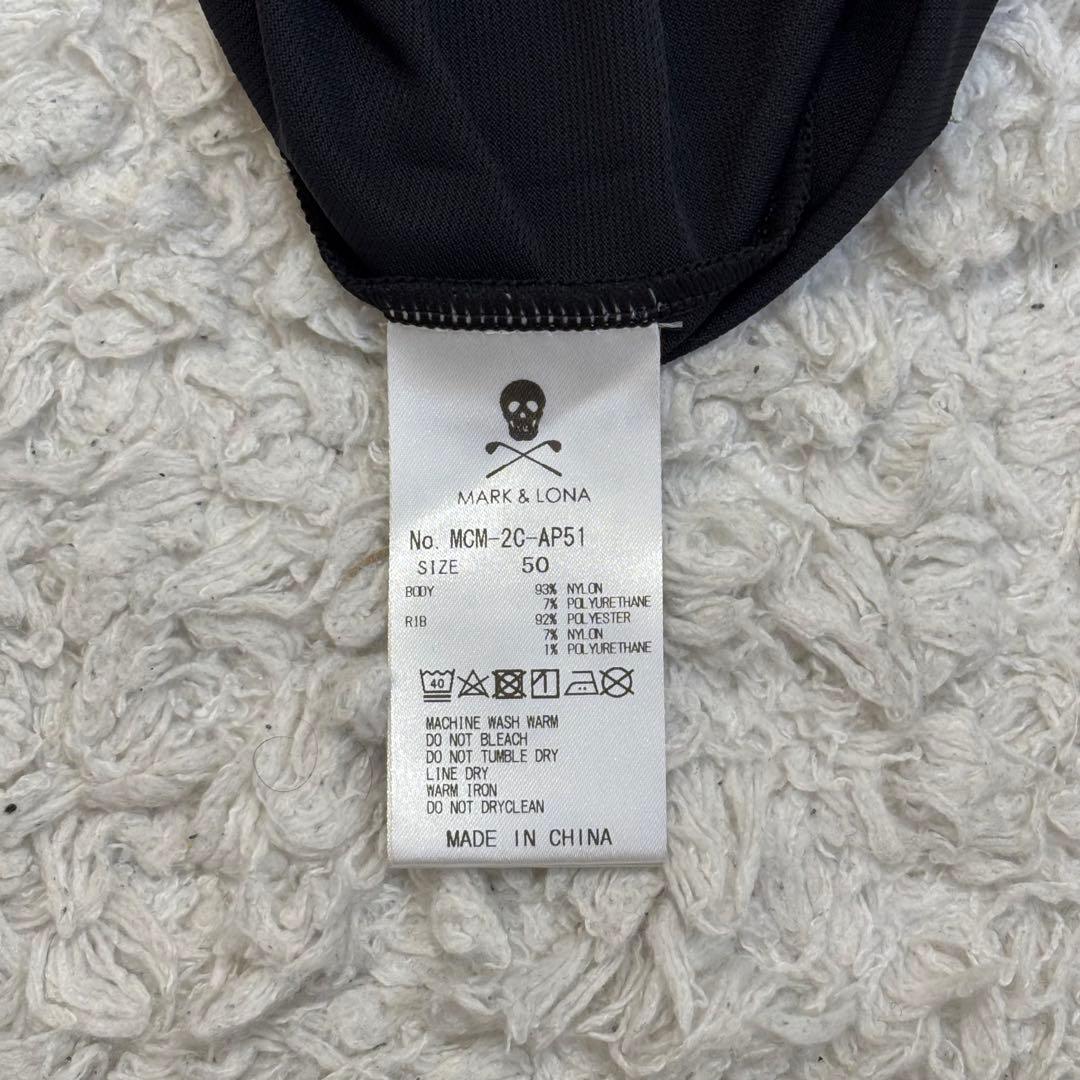 MARK & LONA
No. MCM-2C-AP51
SIZE 50
BODY 93% NYLON
7% POLYURETHANE
RIB 92% POLYESTER
7% NYLON
1% POLYURETHANE
40
MACHINE WASH WARM
DO NOT BLEACH
DO NOT TUMBLE DRY
LINE DRY
WARM IRON
DO NOT DRYCLEAN
MADE IN CHINA